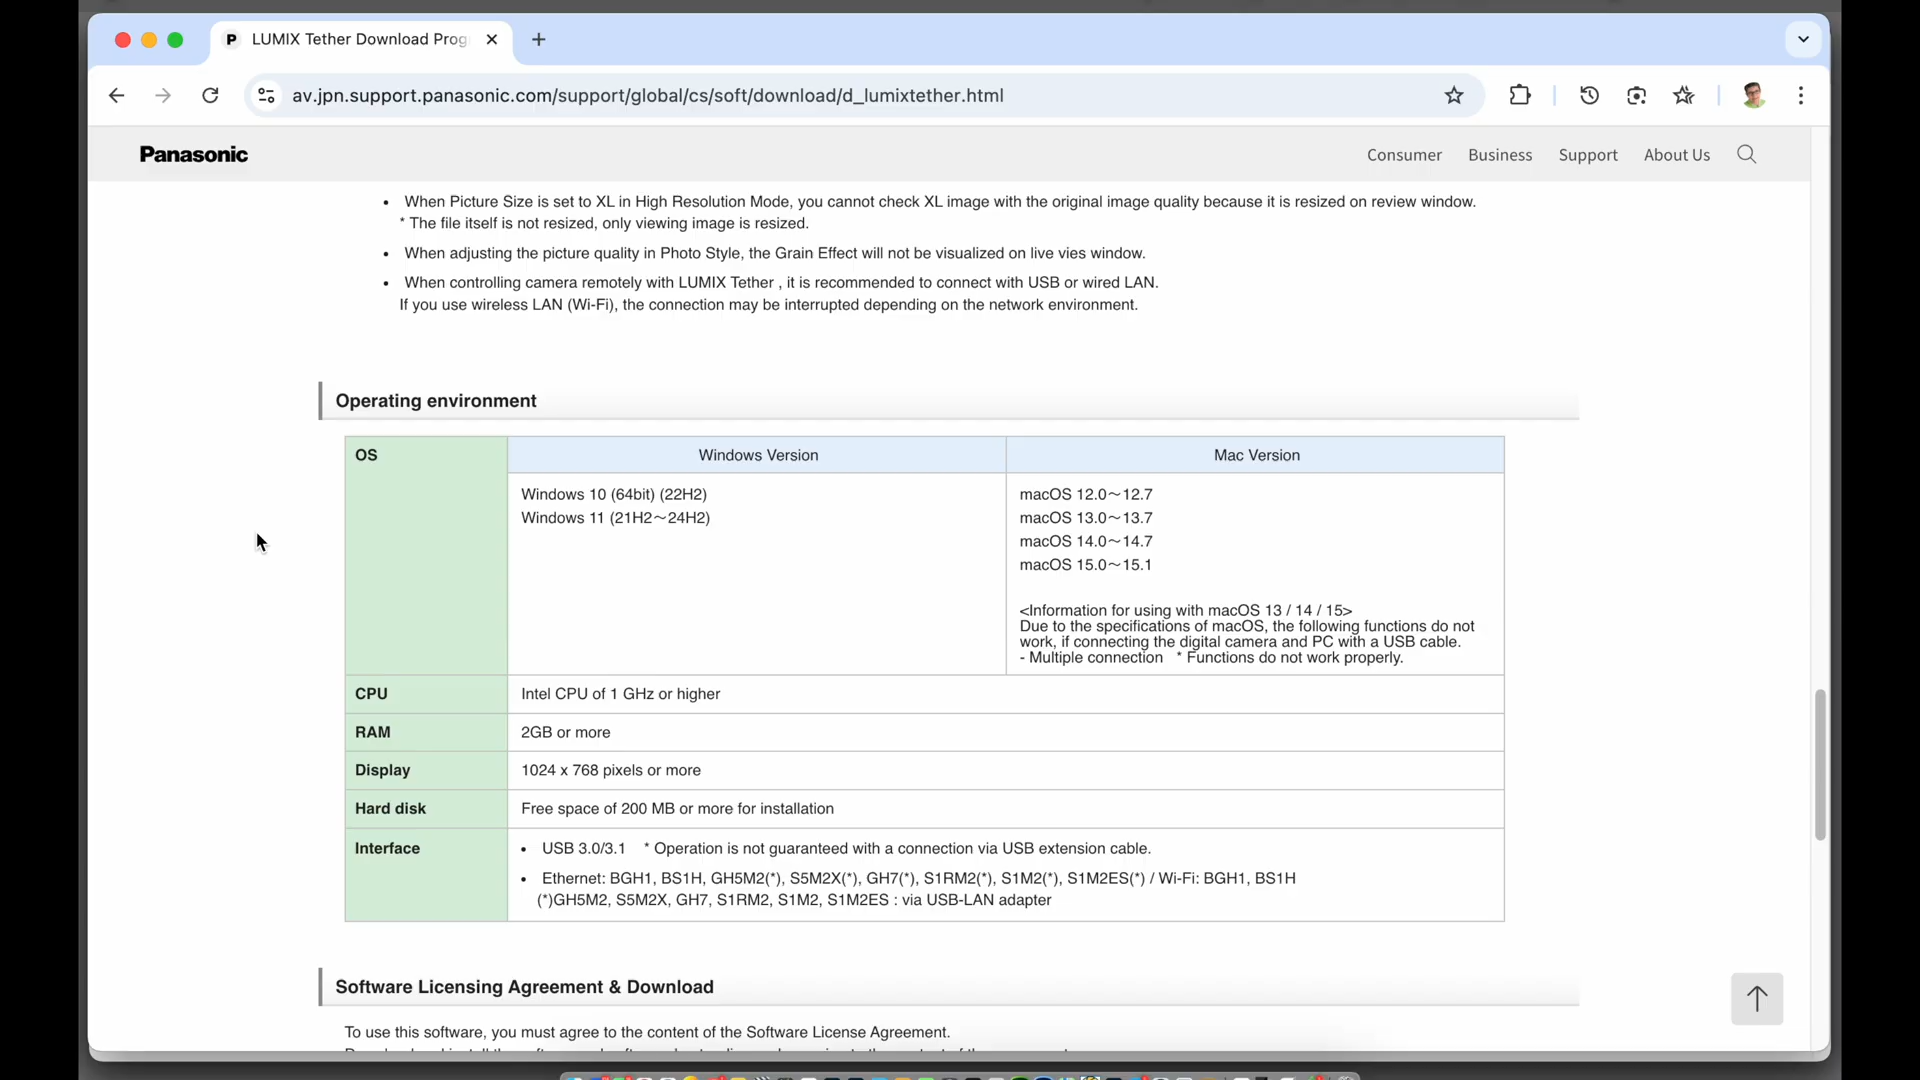 LUMIX Tether Download Prog
av.jpn.support.panasonic.com/support/global/cs/soft/download/d_lumixtether.html
Panasonic
Consumer Business Support About Us
• When Picture Size is set to XL in High Resolution Mode, you cannot check XL image with the original image quality because it is resized on review window.
* The file itself is not resized, only viewing image is resized.
• When adjusting the picture quality in Photo Style, the Grain Effect will not be visualized on live vies window.
• When controlling camera remotely with LUMIX Tether , it is recommended to connect with USB or wired LAN.
If you use wireless LAN (Wi-Fi), the connection may be interrupted depending on the network environment.
Operating environment
OS
Windows Version
Mac Version
Windows 10 (64bit) (22H2)
Windows 11 (21H2～24H2)
macOS 12.0～12.7
macOS 13.0～13.7
macOS 14.0～14.7
macOS 15.0～15.1
<Information for using with macOS 13 / 14 / 15>
Due to the specifications of macOS, the following functions do not
work, if connecting the digital camera and PC with a USB cable.
- Multiple connection * Functions do not work properly.
CPU
Intel CPU of 1 GHz or higher
RAM
2GB or more
Display
1024 x 768 pixels or more
Hard disk
Free space of 200 MB or more for installation
Interface
• USB 3.0/3.1 * Operation is not guaranteed with a connection via USB extension cable.
• Ethernet: BGH1, BS1H, GH5M2(*), S5M2X(*), GH7(*), S1RM2(*), S1M2(*), S1M2ES(*) / Wi-Fi: BGH1, BS1H
(*)GH5M2, S5M2X, GH7, S1RM2, S1M2, S1M2ES : via USB-LAN adapter
Software Licensing Agreement & Download
To use this software, you must agree to the content of the Software License Agreement.